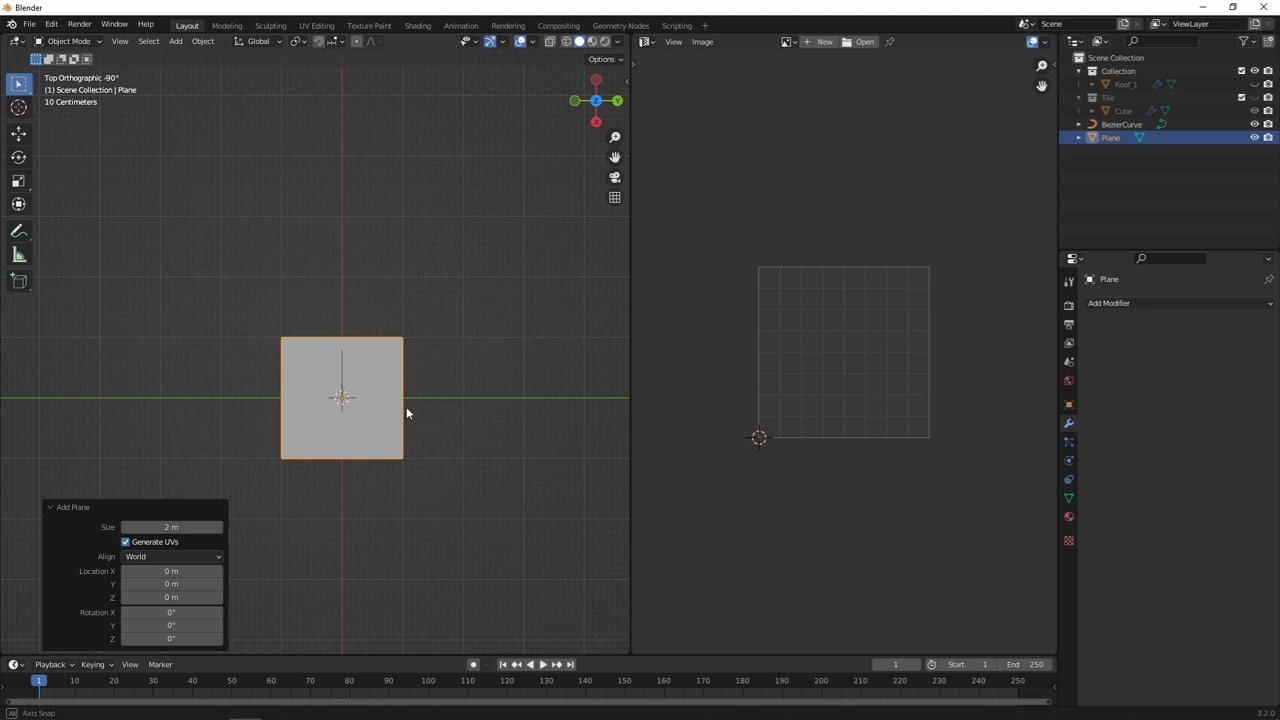 Blender
File Edit Render Window Help Layout Modeling Sculpting UV Editing Texture Paint Shading Animation Rendering Compositing Geometry Nodes Scripting + Scene ViewLayer
Object Mode View Select Add Object Global View Image New Open
Options
Top Orthographic -90°
(1) Scene Collection | Plane
10 Centimeters
Z
Y
X
Scene Collection
Collection
Roof_1
Tile
Cube
BezierCurve
Plane
Plane
Add Modifier
Add Plane
Size 2 m
Generate UVs
Align World
Location X 0 m
Y 0 m
Z 0 m
Rotation X 0°
Y 0°
Z 0°
Playback Keying View Marker 1 Start 1 End 250
1 10 20 30 40 50 60 70 80 90 100 110 120 130 140 150 160 170 180 190 200 210 220 230 240 250
Axis Snap 3.2.0